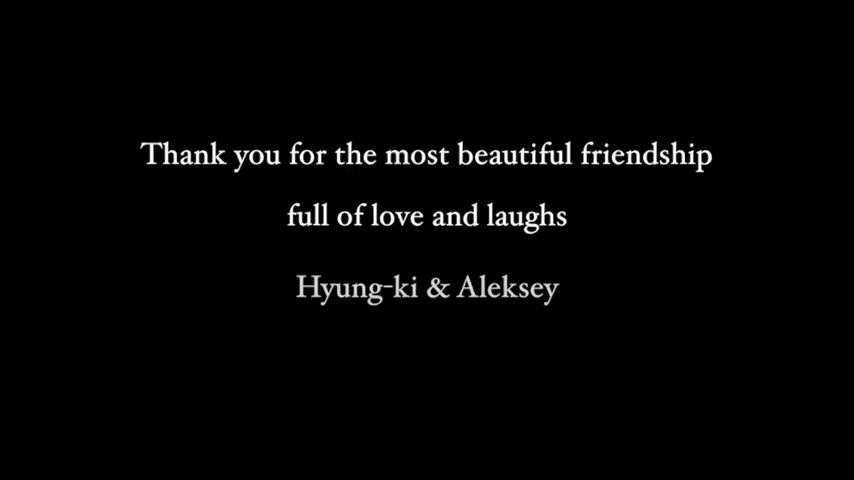 Thank you for the most beautiful friendship
full of love and laughs
Hyung-ki & Aleksey